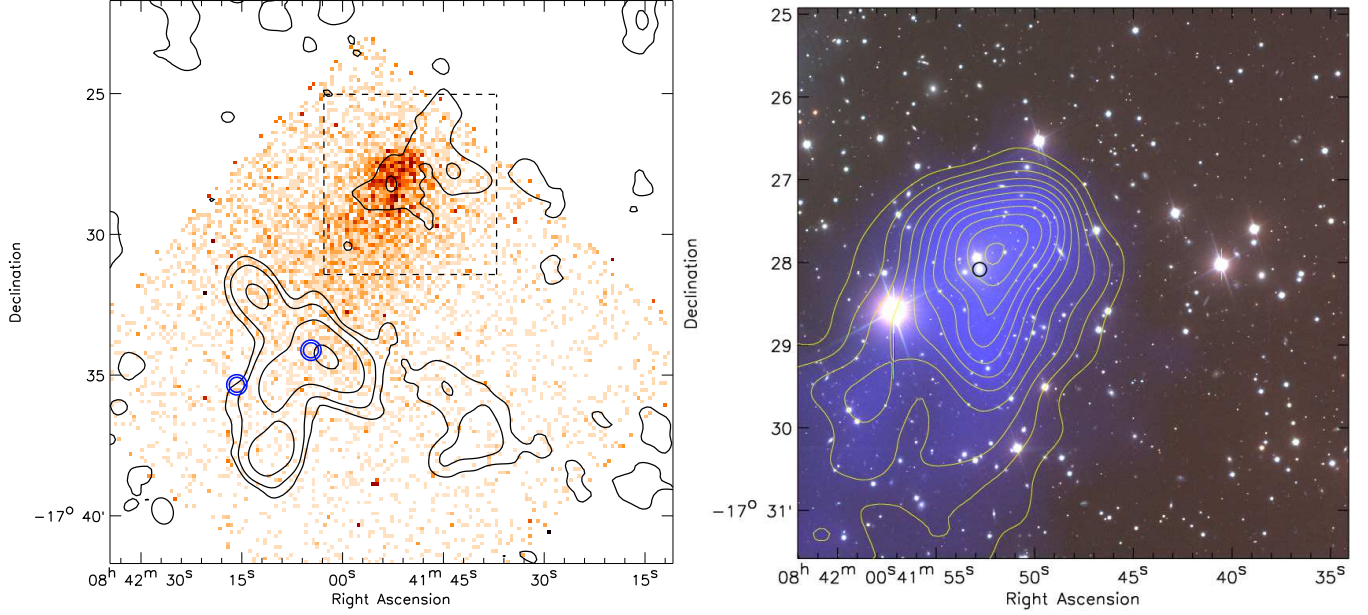 25
30
35
−17° 40'
Declination
08ʰ 42ᵐ 30ˢ 15ˢ 00ˢ 41ᵐ 45ˢ 30ˢ 15ˢ
Right Ascension
25
26
27
28
29
30
−17° 31'
Declination
08ʰ 42ᵐ 00ˢ 41ᵐ 55ˢ 50ˢ 45ˢ 40ˢ 35ˢ
Right Ascension